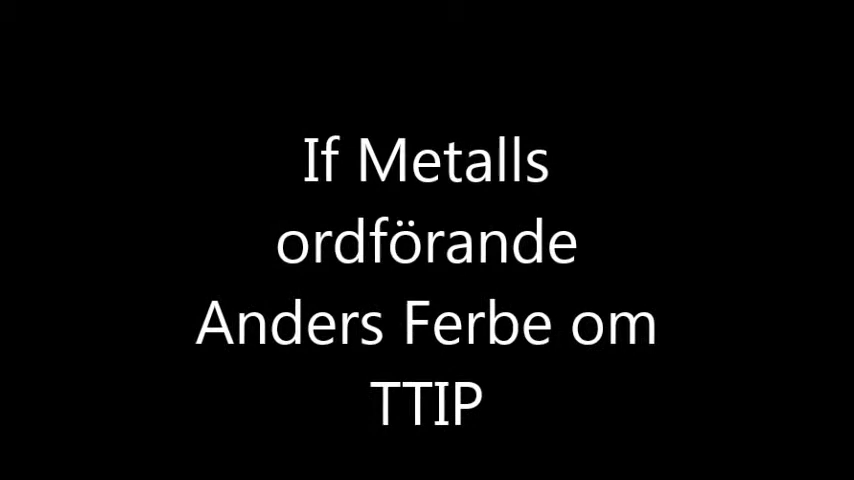 If Metalls
ordförande
Anders Ferbe om
TTIP